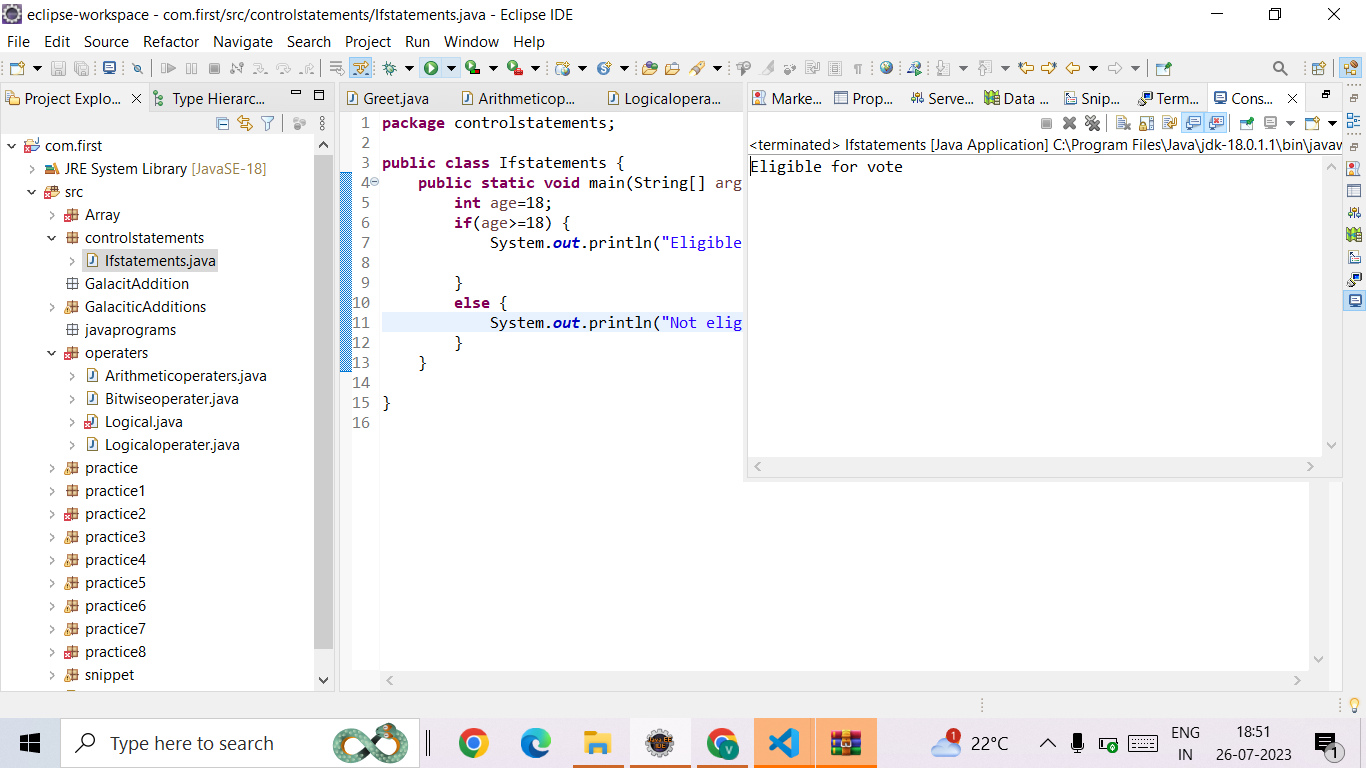 eclipse-workspace - com.first/src/controlstatements/Ifstatements.java - Eclipse IDE
File Edit Source Refactor Navigate Search Project Run Window Help
Project Explo... Type Hierarc...
com.first
JRE System Library [JavaSE-18]
src
Array
controlstatements
Ifstatements.java
GalacitAddition
GalaciticAdditions
javaprograms
operaters
Arithmeticoperaters.java
Bitwiseoperater.java
Logical.java
Logicaloperater.java
practice
practice1
practice2
practice3
practice4
practice5
practice6
practice7
practice8
snippet
Greet.java Arithmeticop... Logicalopera...
1 package controlstatements;
2
3 public class Ifstatements {
4 public static void main(String[] arg
5 int age=18;
6 if(age>=18) {
7 System.out.println("Eligible
8
9 }
10 else {
11 System.out.println("Not elig
12 }
13 }
14
15 }
16
Marke... Prop... Serve... Data ... Snip... Term... Cons...
<terminated> Ifstatements [Java Application] C:\Program Files\Java\jdk-18.0.1.1\bin\javaw
Eligible for vote
Type here to search
1
22°C
ENG
IN
18:51
26-07-2023
1
V